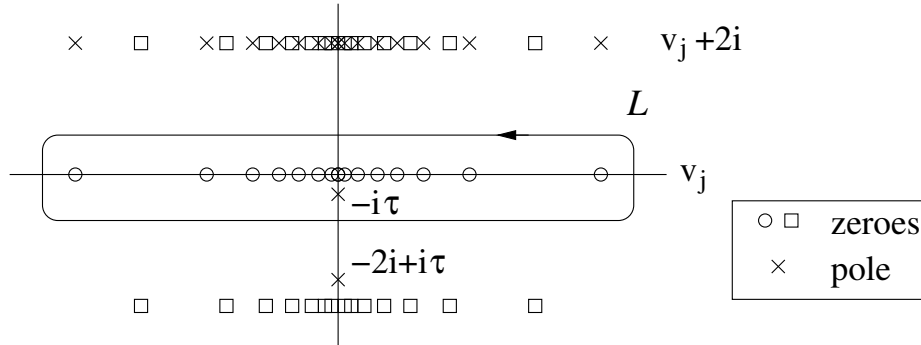 v_j +2i
L
v_j
−iτ
−2i+iτ
zeroes
pole